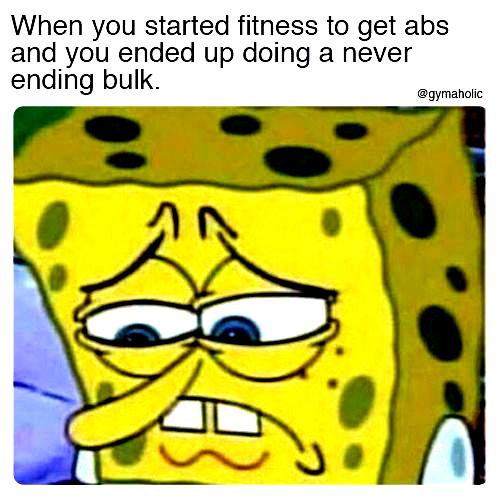 When you started fitness to get abs
and you ended up doing a never
ending bulk.
@gymaholic